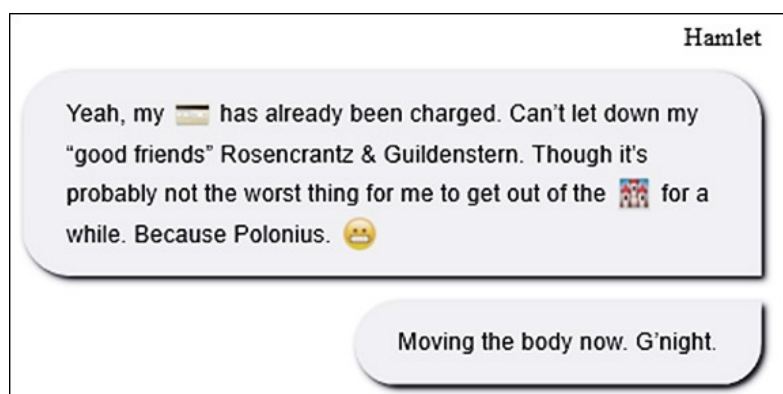 Hamlet
Yeah, my 💳 has already been charged. Can’t let down my
“good friends” Rosencrantz & Guildenstern. Though it’s
probably not the worst thing for me to get out of the 🏰 for a
while. Because Polonius. 😬
Moving the body now. G’night.